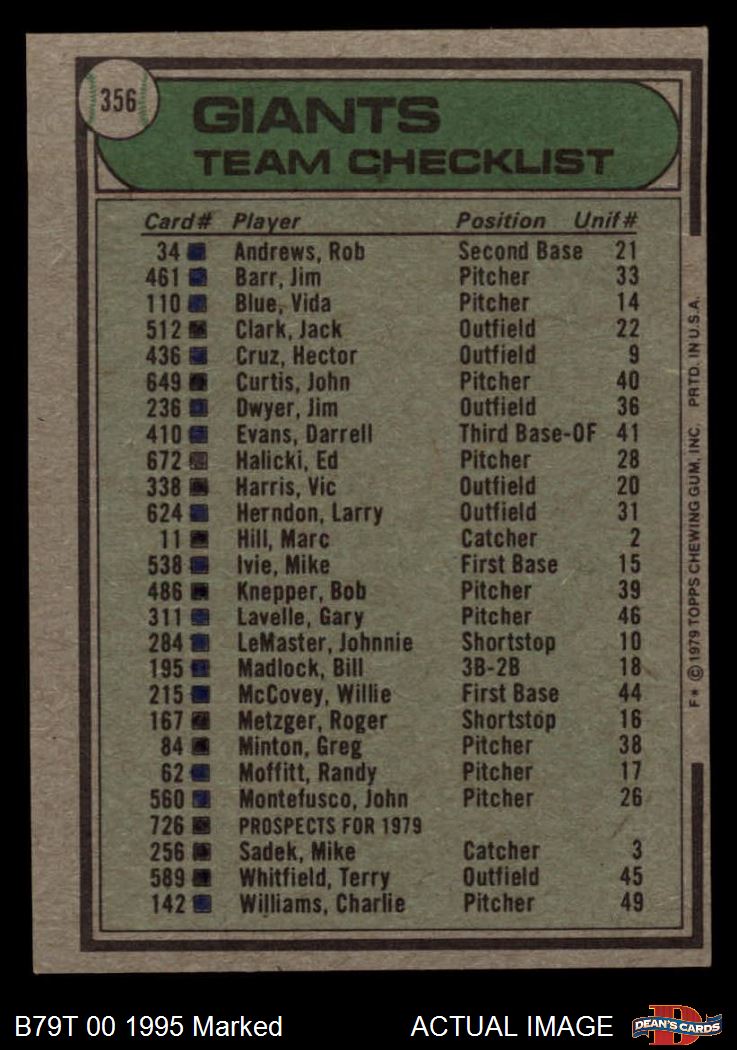 356
GIANTS
TEAM CHECKLIST
Card# Player Position Unif#
34 Andrews, Rob Second Base 21
461 Barr, Jim Pitcher 33
110 Blue, Vida Pitcher 14
512 Clark, Jack Outfield 22
436 Cruz, Hector Outfield 9
649 Curtis, John Pitcher 40
236 Dwyer, Jim Outfield 36
410 Evans, Darrell Third Base-OF 41
672 Halicki, Ed Pitcher 28
338 Harris, Vic Outfield 20
624 Herndon, Larry Outfield 31
11 Hill, Marc Catcher 2
538 Ivie, Mike First Base 15
486 Knepper, Bob Pitcher 39
311 Lavelle, Gary Pitcher 46
284 LeMaster, Johnnie Shortstop 10
195 Madlock, Bill 3B-2B 18
215 McCovey, Willie First Base 44
167 Metzger, Roger Shortstop 16
84 Minton, Greg Pitcher 38
62 Moffitt, Randy Pitcher 17
560 Montefusco, John Pitcher 26
726 PROSPECTS FOR 1979
256 Sadek, Mike Catcher 3
589 Whitfield, Terry Outfield 45
142 Williams, Charlie Pitcher 49
F* © 1979 TOPPS CHEWING GUM, INC. PRTD. IN U.S.A.
B79T 00 1995 Marked ACTUAL IMAGE
DEAN'S CARDS